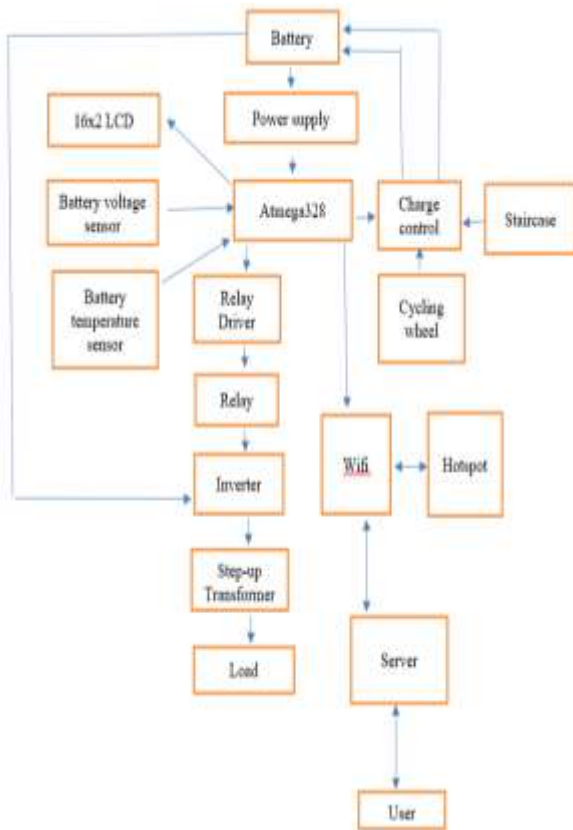 Battery
16x2 LCD
Power supply
Battery voltage
sensor
Atmega328
Charge
control
Staircase
Battery
temperature
sensor
Relay
Driver
Cycling
wheel
Relay
Wifi
Hotspot
Inverter
Step-up
Transformer
Load
Server
User